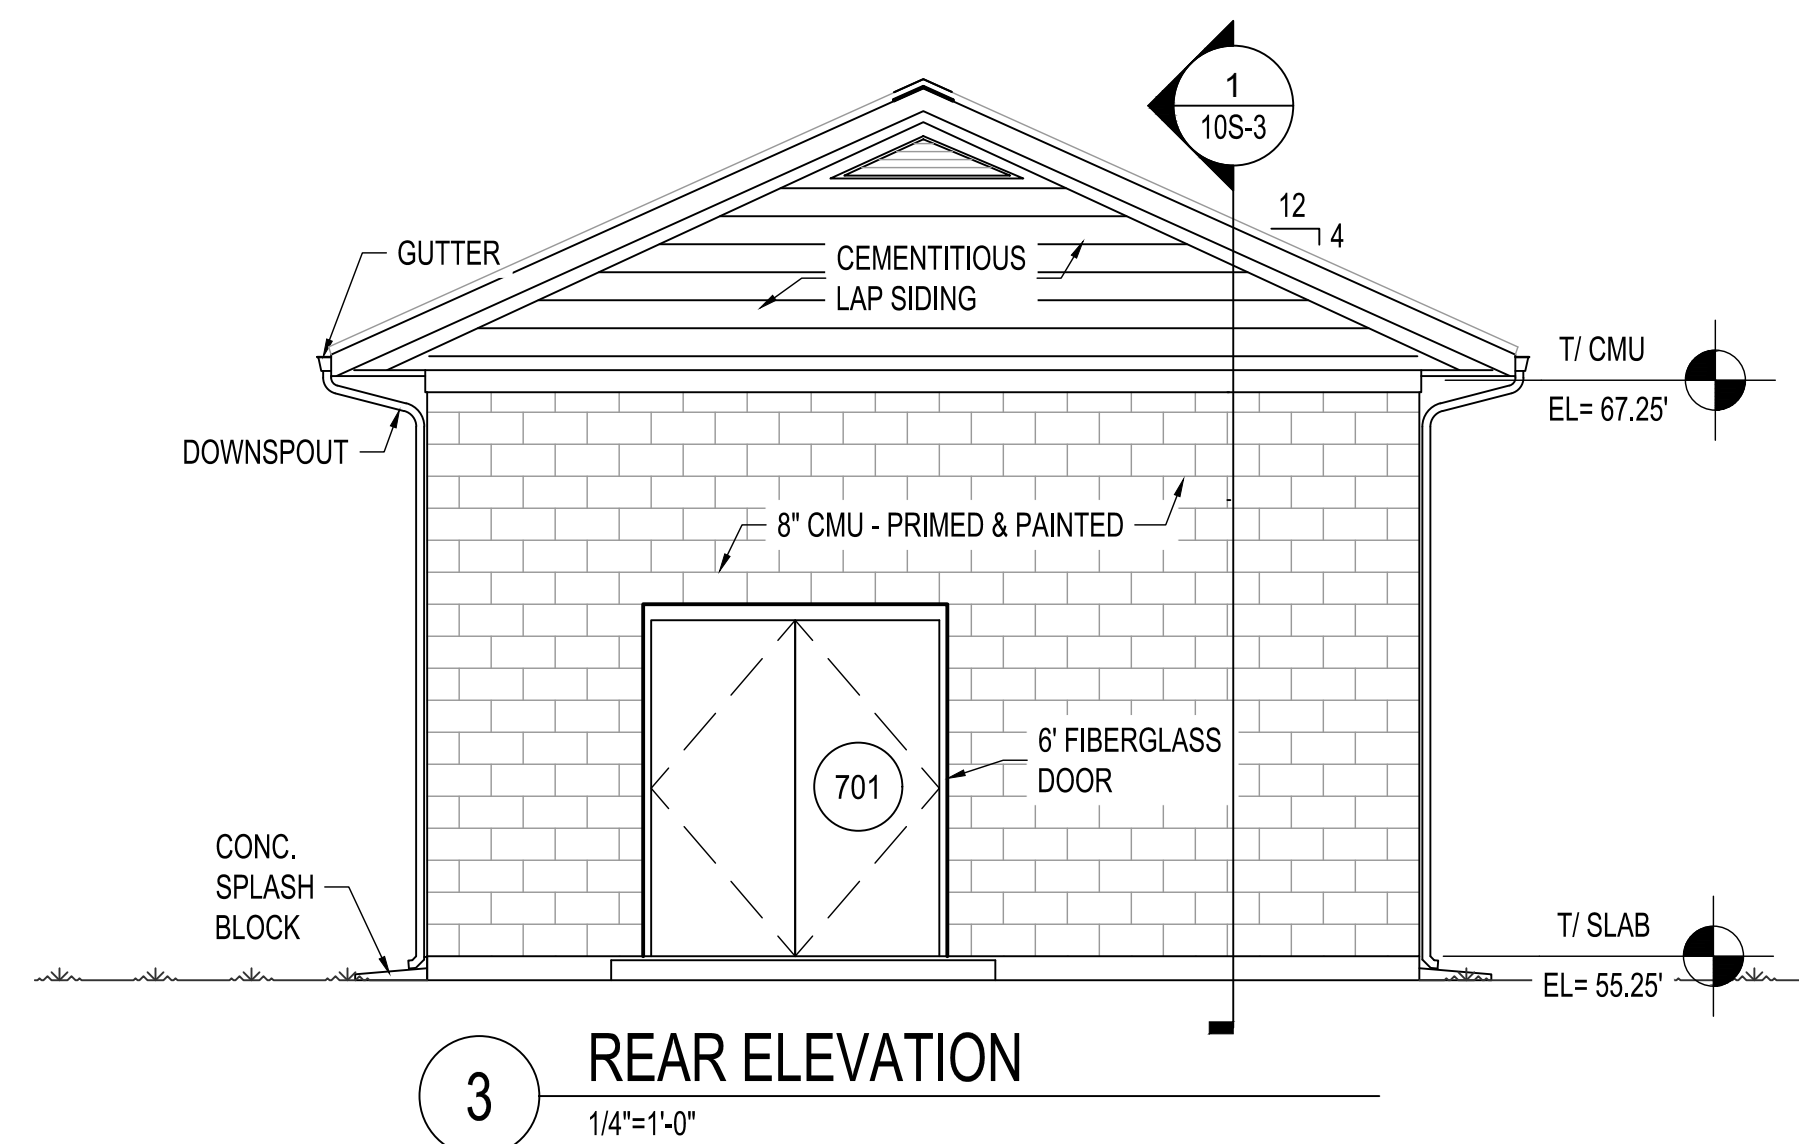 1
10S-3
12
4
GUTTER
CEMENTITIOUS
LAP SIDING
T/ CMU
EL= 67.25'
DOWNSPOUT
8" CMU - PRIMED & PAINTED
6' FIBERGLASS
DOOR
701
CONC.
SPLASH
BLOCK
T/ SLAB
EL= 55.25'
3
REAR ELEVATION
1/4"=1'-0"